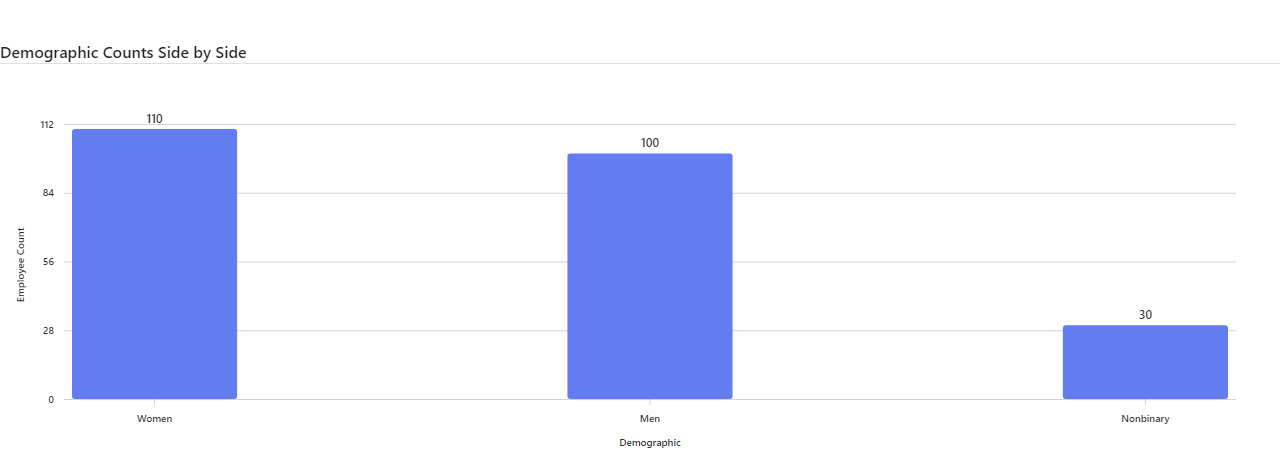 Demographic Counts Side by Side
110
112
100
84
Employee Count
56
30
28
0
Women
Men
Nonbinary
Demographic